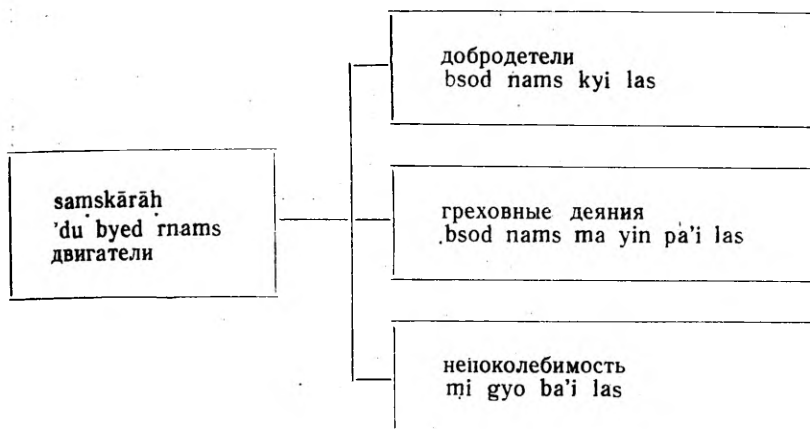 добродетели
bsod nams kyi las
saṃskārāḥ
'du byed rnams
двигатели
греховные деяния
bsod nams ma yin pa'i las
непоколебимость
mi gyo ba'i las